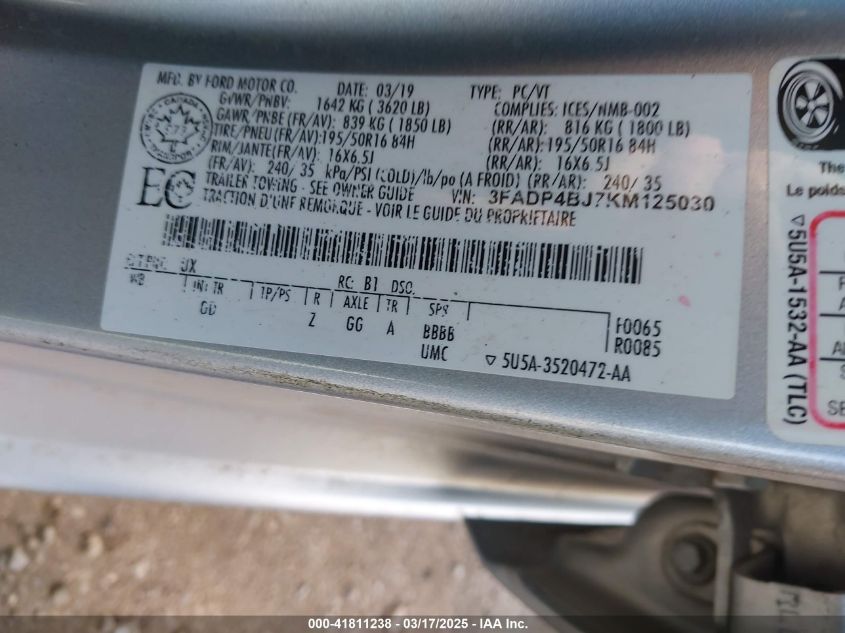 MFD. BY FORD MOTOR CO. DATE: 03/19 TYPE: PC/VT
GVWR/PNBV: 1642 KG ( 3620 LB) COMPLIES: ICES/NMB-002
GAWR/PNBE (FR/AV): 839 KG ( 1850 LB) (RR/AR): 816 KG ( 1800 LB)
TIRE/PNEU (FR/AV): 195/50R16 84H (RR/AR): 195/50R16 84H
RIM/JANTE(FR/AV): 16X6.5J (RR/AR): 16X6.5J
(FR/AV): 240/ 35 kPa/PSI (COLD)/lb/po (A FROID) (RR/AR): 240/ 35
TRAILER TOWING - SEE OWNER GUIDE VIN: 3FADP4BJ7KM125030
TRACTION D'UNE REMORQUE - VOIR LE GUIDE DU PROPRIETAIRE
CANADA
EC
UX
RC: B1 DSO:
WB INT TR TP/PS R AXLE TR SPR
GD Z GG A BBBB F0065
UMC R0085
▽ 5U5A-3520472-AA
The
Le poids
▽5U5A-1532-AA (TLC)
000-41811238 - 03/17/2025 - IAA Inc.